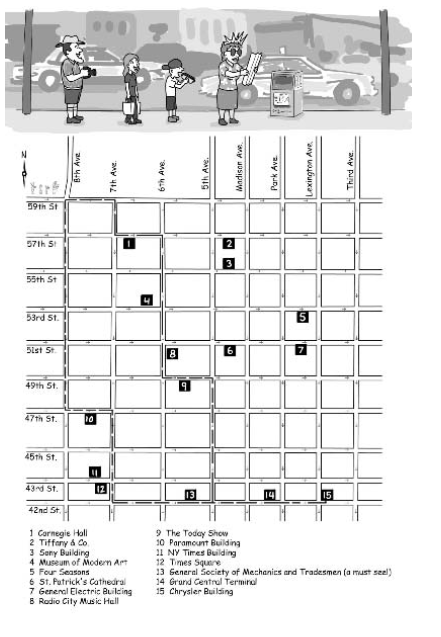 N
8th Ave.
7th Ave.
6th Ave.
5th Ave.
Madison Ave.
Park Ave.
Lexington Ave.
Third Ave.
59th St
57th St
1
2
3
55th St
4
53rd St.
5
51st St.
8
6
7
49th St.
9
47th St.
10
45th St.
11
43rd St.
12
13
14
15
42nd St.
1 Carnegie Hall
2 Tiffany & Co.
3 Sony Building
4 Museum of Modern Art
5 Four Seasons
6 St. Patrick's Cathedral
7 General Electric Building
8 Radio City Music Hall
9 The Today Show
10 Paramount Building
11 NY Times Building
12 Times Square
13 General Society of Mechanics and Tradesmen (a must see!)
14 Grand Central Terminal
15 Chrysler Building